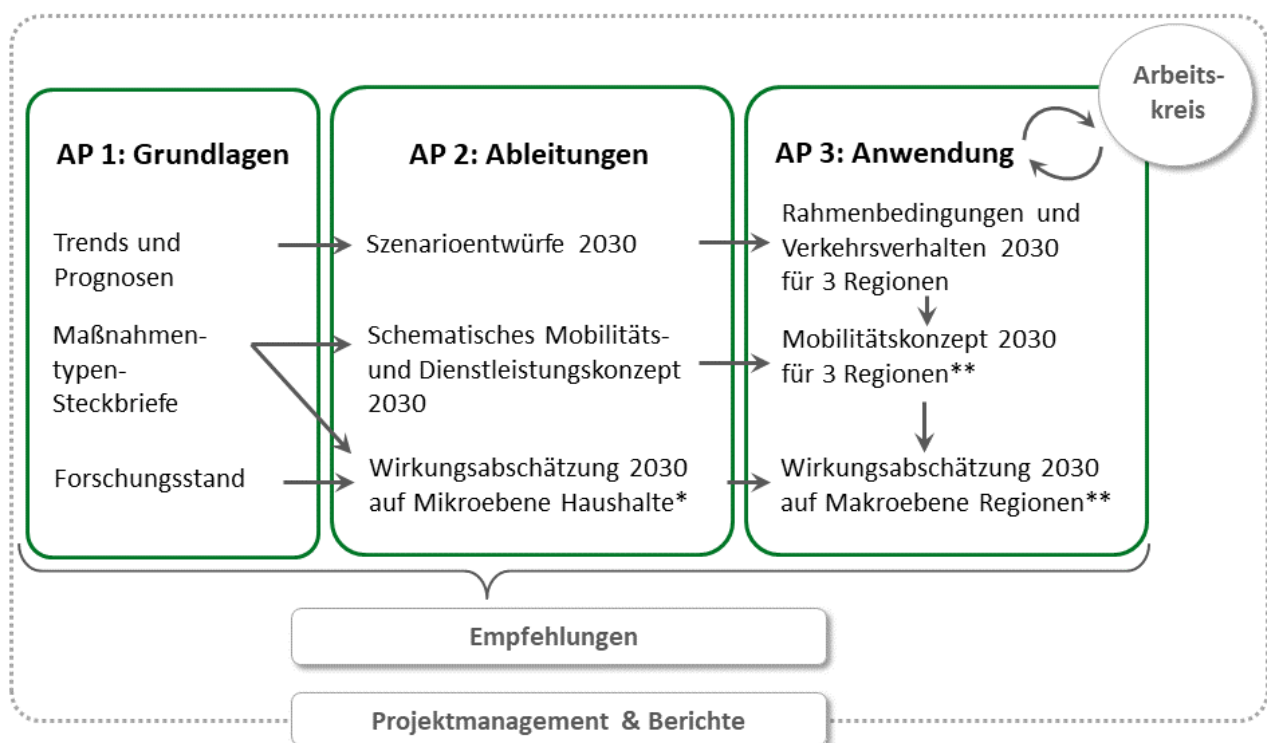 Arbeits-
kreis
AP 1: Grundlagen
Trends und
Prognosen
Maßnahmen-
typen-
Steckbriefe
Forschungsstand
AP 2: Ableitungen
Szenarioentwürfe 2030
Schematisches Mobilitäts-
und Dienstleistungskonzept
2030
Wirkungsabschätzung 2030
auf Mikroebene Haushalte*
AP 3: Anwendung
Rahmenbedingungen und
Verkehrsverhalten 2030
für 3 Regionen
Mobilitätskonzept 2030
für 3 Regionen**
Wirkungsabschätzung 2030
auf Makroebene Regionen**
Empfehlungen
Projektmanagement & Berichte